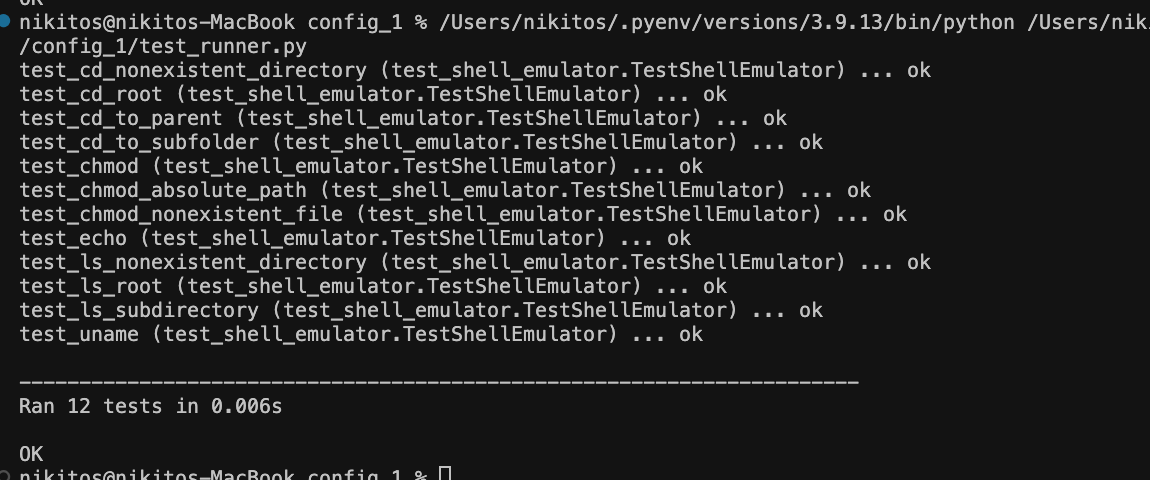 OK
nikitos@nikitos-MacBook config_1 % /Users/nikitos/.pyenv/versions/3.9.13/bin/python /Users/nik
/config_1/test_runner.py
test_cd_nonexistent_directory (test_shell_emulator.TestShellEmulator) ... ok
test_cd_root (test_shell_emulator.TestShellEmulator) ... ok
test_cd_to_parent (test_shell_emulator.TestShellEmulator) ... ok
test_cd_to_subfolder (test_shell_emulator.TestShellEmulator) ... ok
test_chmod (test_shell_emulator.TestShellEmulator) ... ok
test_chmod_absolute_path (test_shell_emulator.TestShellEmulator) ... ok
test_chmod_nonexistent_file (test_shell_emulator.TestShellEmulator) ... ok
test_echo (test_shell_emulator.TestShellEmulator) ... ok
test_ls_nonexistent_directory (test_shell_emulator.TestShellEmulator) ... ok
test_ls_root (test_shell_emulator.TestShellEmulator) ... ok
test_ls_subdirectory (test_shell_emulator.TestShellEmulator) ... ok
test_uname (test_shell_emulator.TestShellEmulator) ... ok
----------------------------------------------------------------------
Ran 12 tests in 0.006s
OK
nikitos@nikitos-MacBook config_1 %